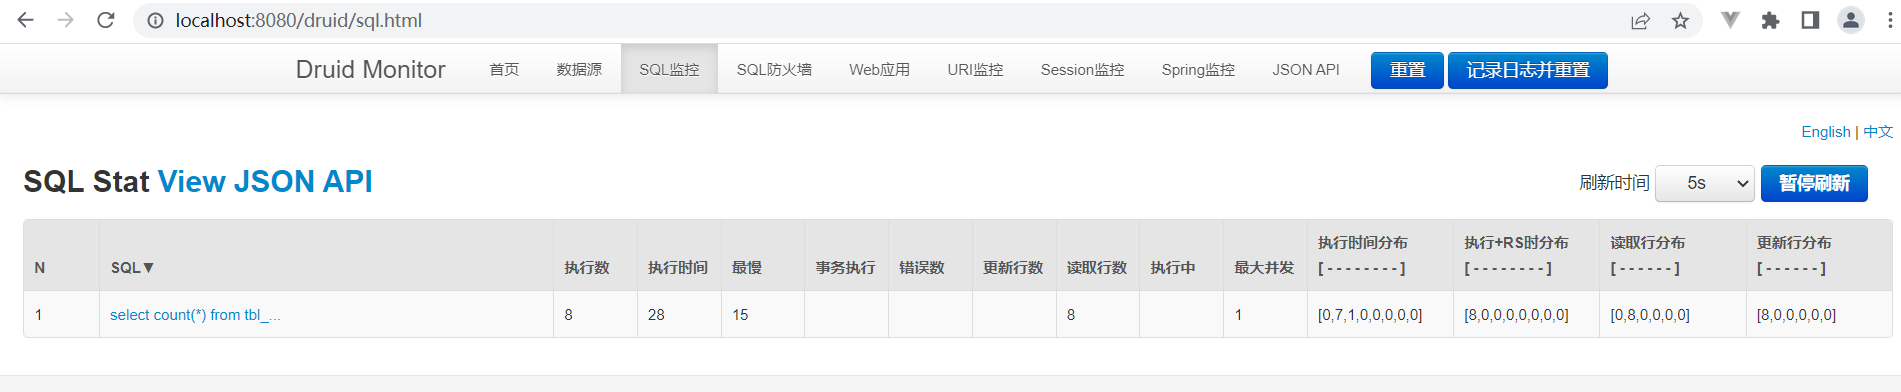 localhost:8080/druid/sql.html
Druid Monitor 首页 数据源 SQL监控 SQL防火墙 Web应用 URI监控 Session监控 Spring监控 JSON API 重置 记录日志并重置
English | 中文
SQL Stat View JSON API 刷新时间 5s 暂停刷新
N SQL▼ 执行数 执行时间 最慢 事务执行 错误数 更新行数 读取行数 执行中 最大并发 执行时间分布 [ - - - - - - - - ] 执行+RS时分布 [ - - - - - - - - ] 读取行分布 [ - - - - - - ] 更新行分布 [ - - - - - - ]
1 select count(*) from tbl_... 8 28 15 8 1 [0,7,1,0,0,0,0,0] [8,0,0,0,0,0,0,0] [0,8,0,0,0,0] [8,0,0,0,0,0]